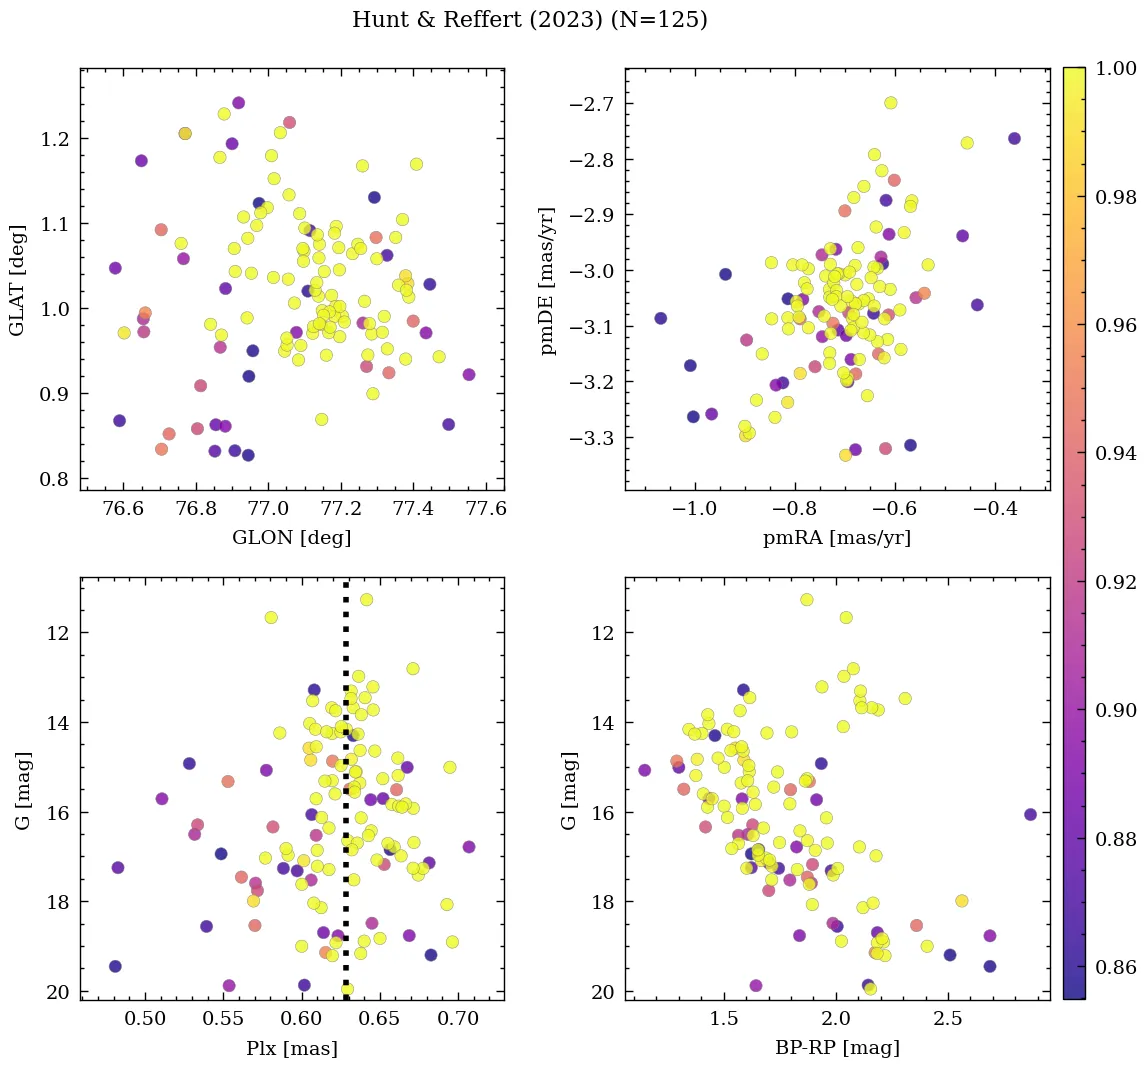 Hunt & Reffert (2023) (N=125)
1.2
1.1
1.0
0.9
0.8
GLAT [deg]
76.6 76.8 77.0 77.2 77.4 77.6
GLON [deg]
−2.7
−2.8
−2.9
−3.0
−3.1
−3.2
−3.3
pmDE [mas/yr]
−1.0 −0.8 −0.6 −0.4
pmRA [mas/yr]
12
14
16
18
20
G [mag]
0.50 0.55 0.60 0.65 0.70
Plx [mas]
12
14
16
18
20
G [mag]
1.5 2.0 2.5
BP-RP [mag]
1.00
0.98
0.96
0.94
0.92
0.90
0.88
0.86